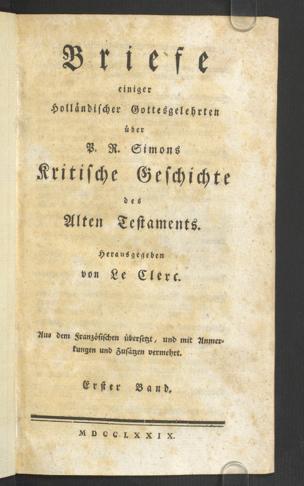 Briefe
einiger
Holländischer Gottesgelehrten
über
P. R. Simons
Kritische Geschichte
des
Alten Testaments.
Herausgegeben
von Le Clerc.
Aus dem Französischen übersetzt, und mit Anmer-
kungen und Zusätzen vermehrt.
Erster Band.
MDCCLXXIX.